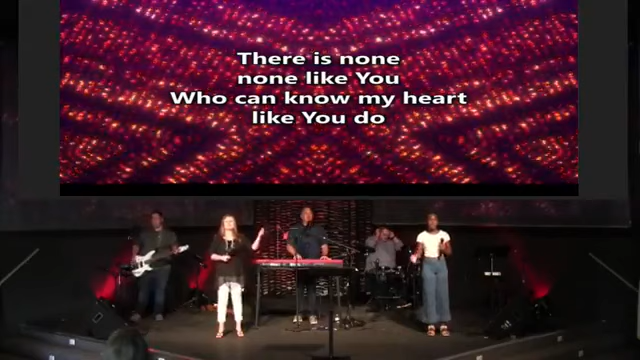 There is none
none like You
Who can know my heart
like You do